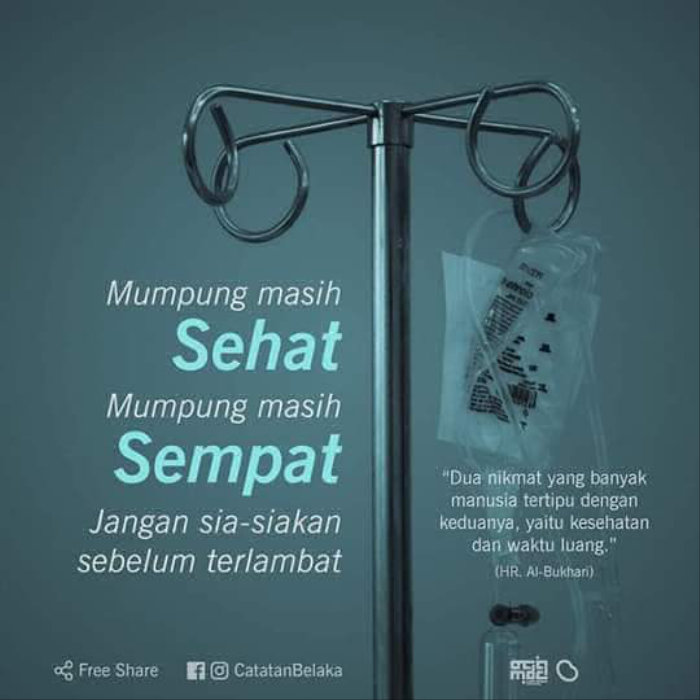 Mumpung masih
Sehat
Mumpung masih
Sempat
Jangan sia-siakan
sebelum terlambat
“Dua nikmat yang banyak
manusia tertipu dengan
keduanya, yaitu kesehatan
dan waktu luang.”
(HR. Al-Bukhari)
Free Share
CatatanBelaka